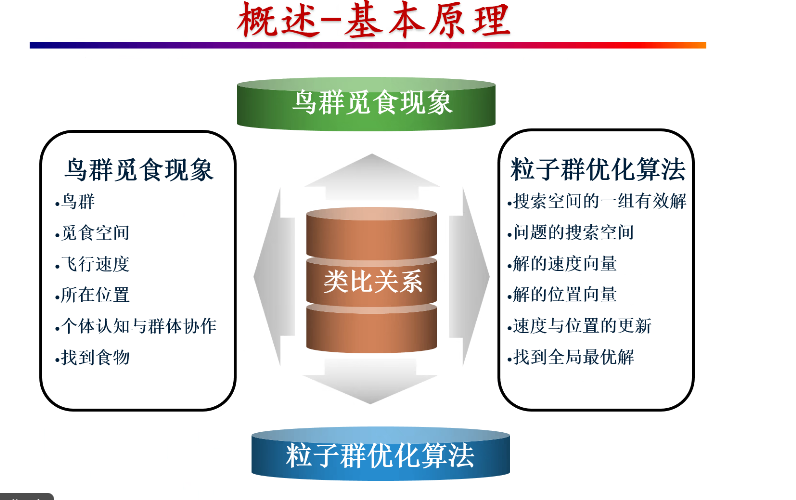 概述-基本原理
鸟群觅食现象
鸟群觅食现象
•鸟群
•觅食空间
•飞行速度
•所在位置
•个体认知与群体协作
•找到食物
类比关系
粒子群优化算法
•搜索空间的一组有效解
•问题的搜索空间
•解的速度向量
•解的位置向量
•速度与位置的更新
•找到全局最优解
粒子群优化算法